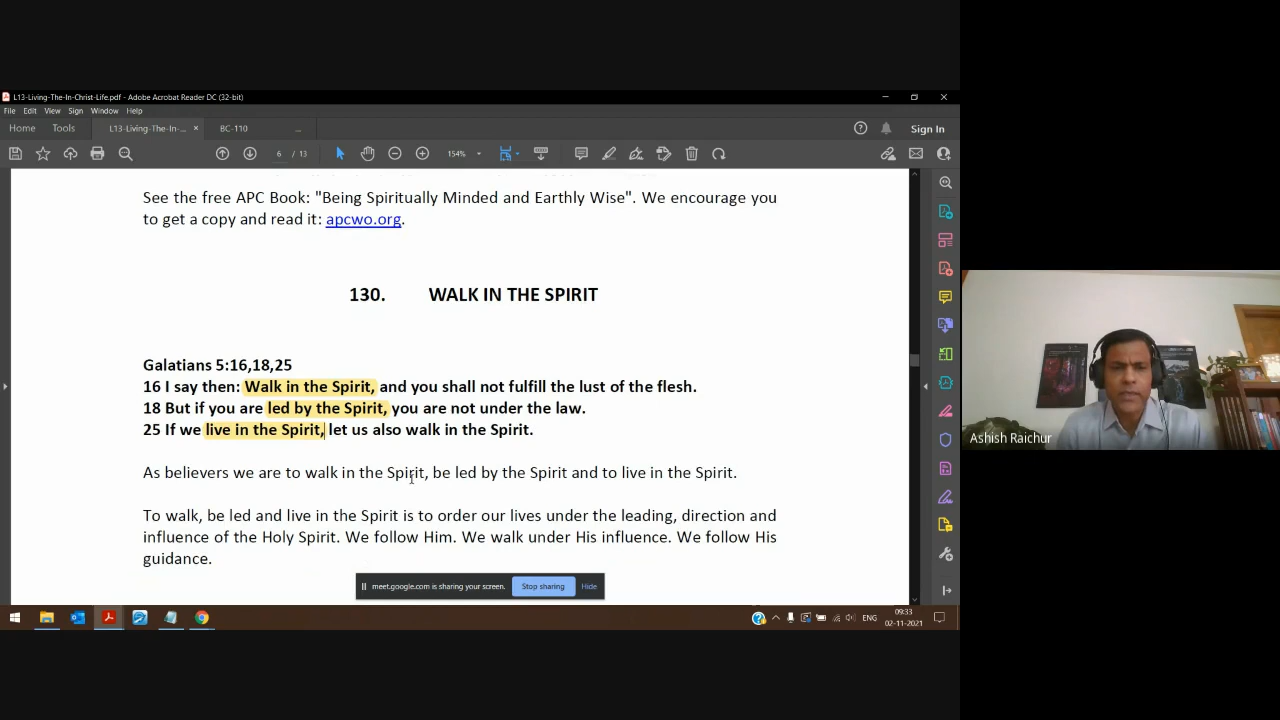 L13-Living-The-In-Christ-Life.pdf - Adobe Acrobat Reader DC (32-bit)
File Edit View Sign Window Help
Home Tools L13-Living-The-In-... × BC-110 ... Sign In
6 / 13 154%
See the free APC Book: "Being Spiritually Minded and Earthly Wise". We encourage you
to get a copy and read it: apcwo.org.
130. WALK IN THE SPIRIT
Galatians 5:16,18,25
16 I say then: Walk in the Spirit, and you shall not fulfill the lust of the flesh.
18 But if you are led by the Spirit, you are not under the law.
25 If we live in the Spirit, let us also walk in the Spirit.
As believers we are to walk in the Spirit, be led by the Spirit and to live in the Spirit.
To walk, be led and live in the Spirit is to order our lives under the leading, direction and
influence of the Holy Spirit. We follow Him. We walk under His influence. We follow His
guidance.
meet.google.com is sharing your screen. Stop sharing Hide
ENG
09:33
02-11-2021
Ashish Raichur